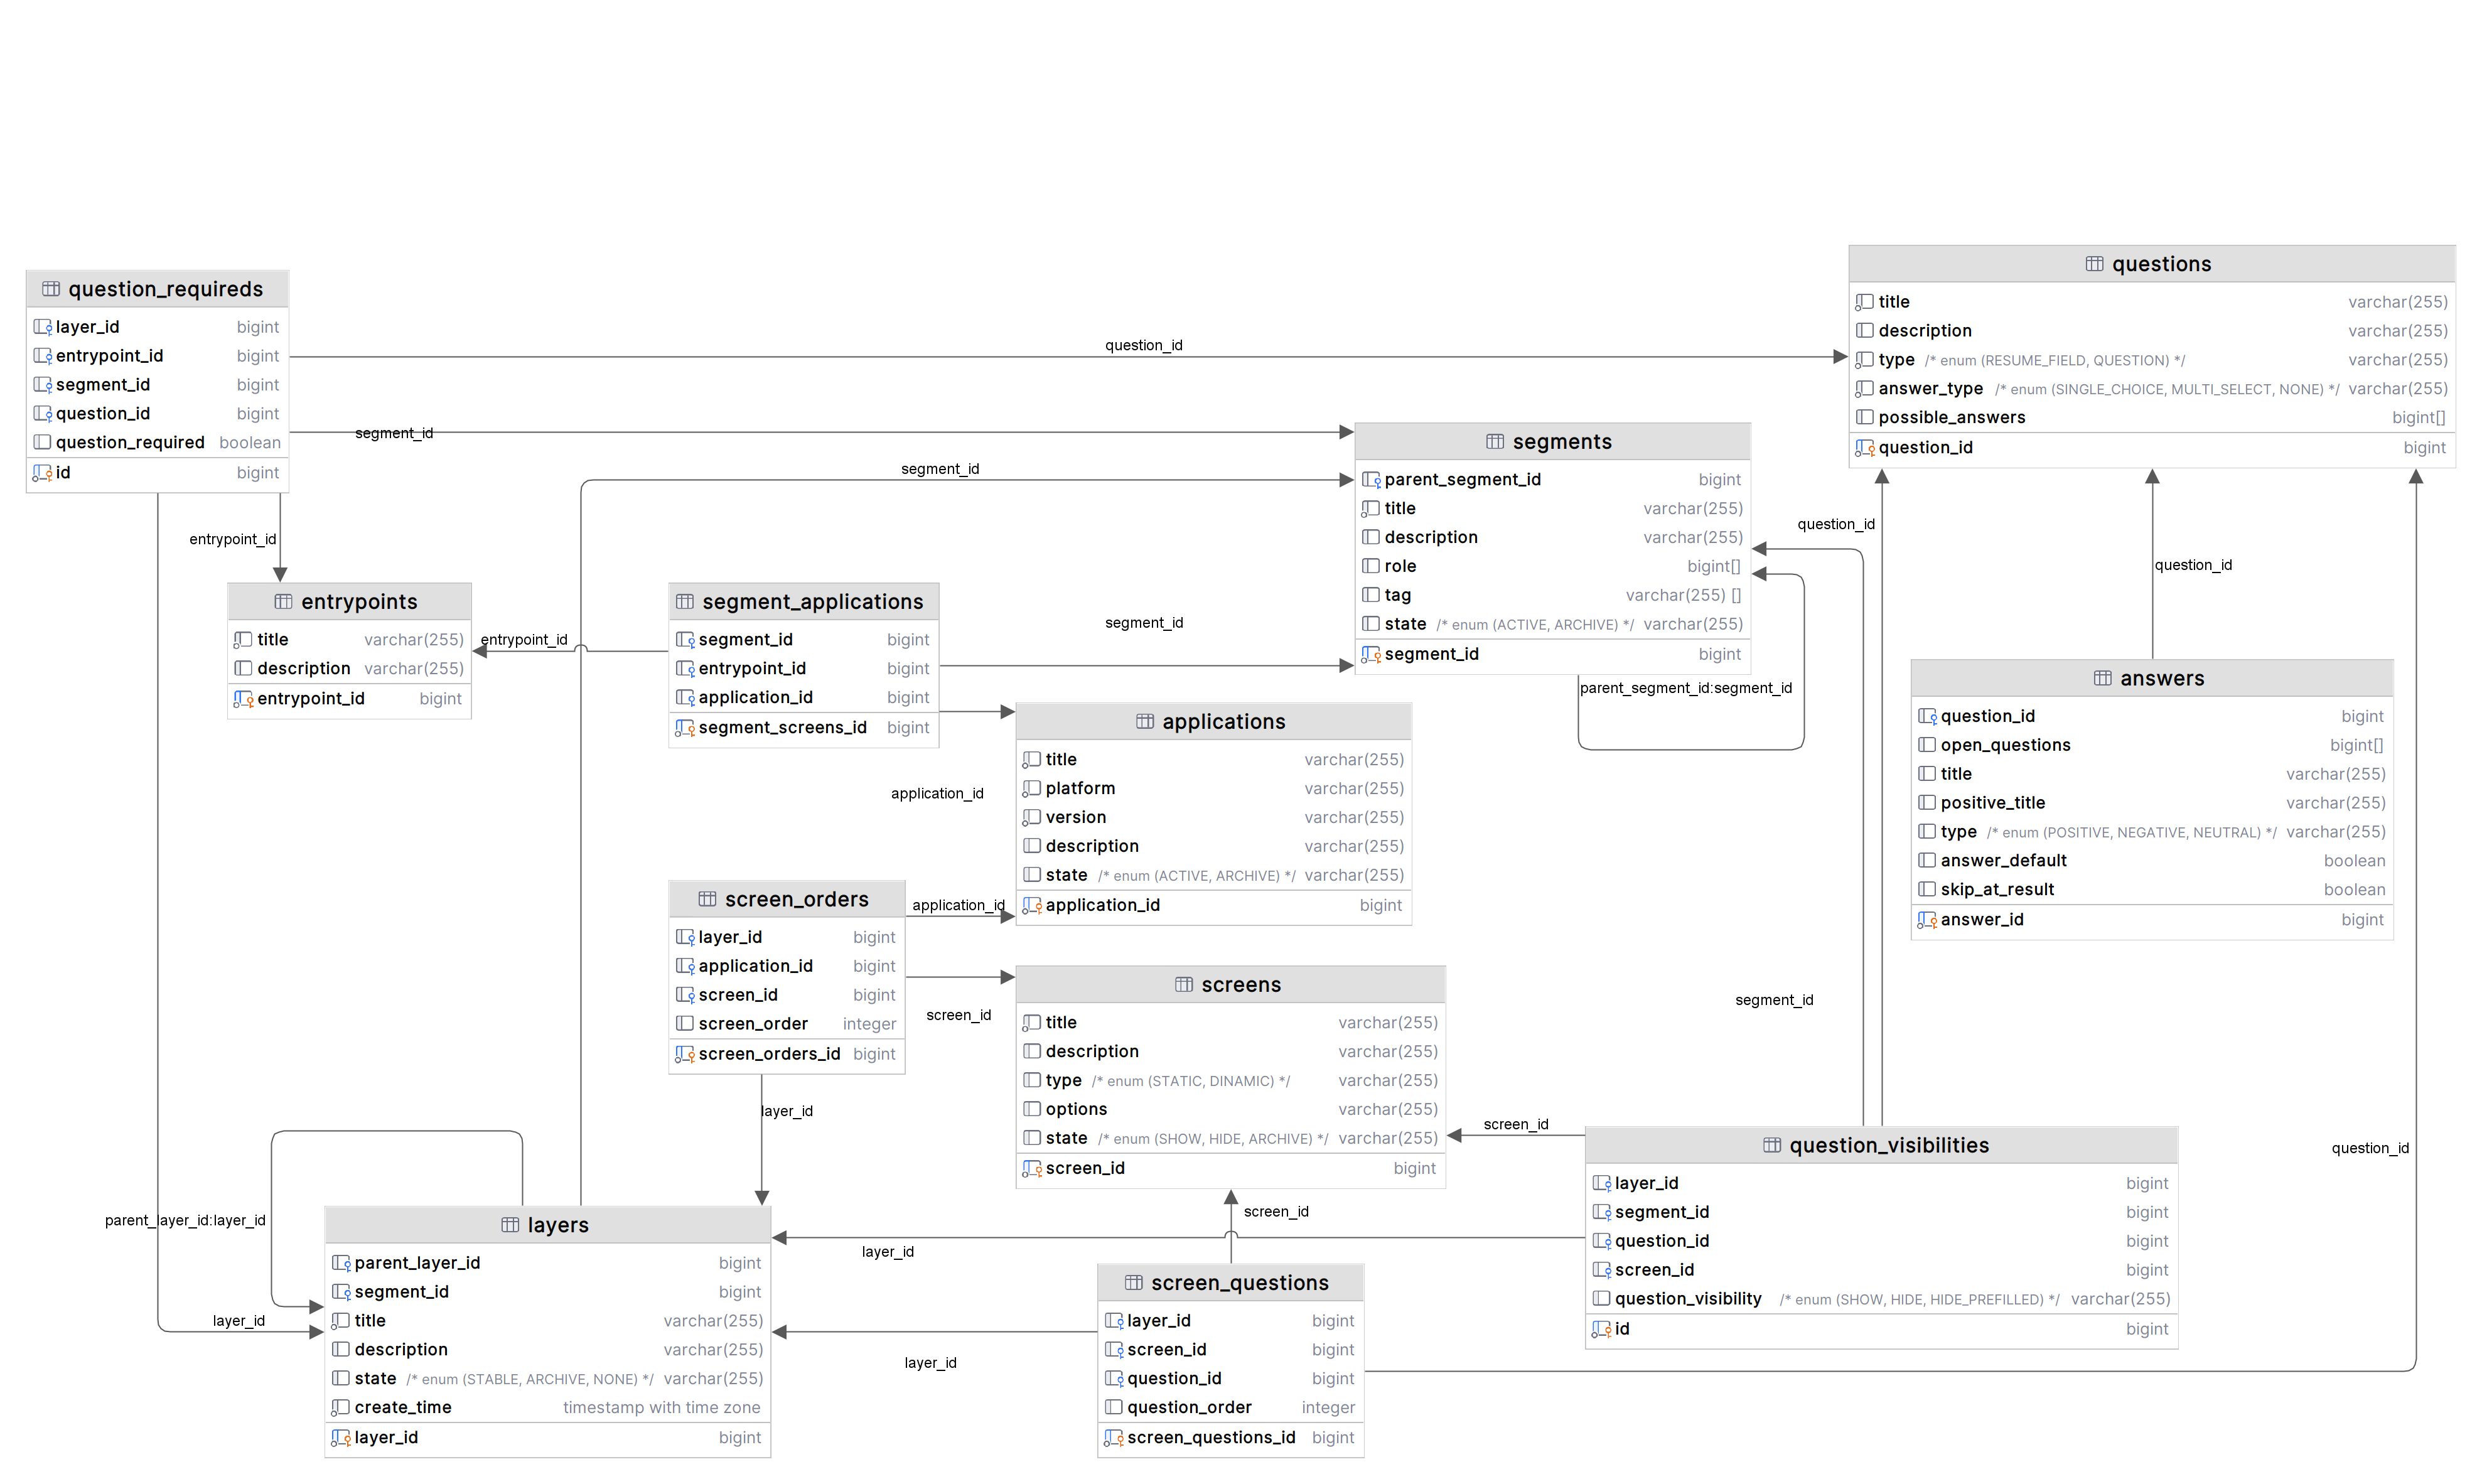 questions
title varchar(255)
description varchar(255)
type /* enum (RESUME_FIELD, QUESTION) */ varchar(255)
answer_type /* enum (SINGLE_CHOICE, MULTI_SELECT, NONE) */ varchar(255)
possible_answers bigint[]
question_id bigint
question_requireds
layer_id bigint
entrypoint_id bigint
segment_id bigint
question_id bigint
question_required boolean
id bigint
question_id
segment_id
segment_id
segments
parent_segment_id bigint
title varchar(255)
description varchar(255)
role bigint[]
tag varchar(255) []
state /* enum (ACTIVE, ARCHIVE) */ varchar(255)
segment_id bigint
question_id
question_id
entrypoint_id
entrypoints
title varchar(255)
description varchar(255)
entrypoint_id bigint
entrypoint_id
segment_applications
segment_id bigint
entrypoint_id bigint
application_id bigint
segment_screens_id bigint
segment_id
parent_segment_id:segment_id
answers
question_id bigint
open_questions bigint[]
title varchar(255)
positive_title varchar(255)
type /* enum (POSITIVE, NEGATIVE, NEUTRAL) */ varchar(255)
answer_default boolean
skip_at_result boolean
answer_id bigint
applications
title varchar(255)
platform varchar(255)
version varchar(255)
description varchar(255)
state /* enum (ACTIVE, ARCHIVE) */ varchar(255)
application_id bigint
application_id
screen_orders
layer_id bigint
application_id bigint
screen_id bigint
screen_order integer
screen_orders_id bigint
application_id
screen_id
layer_id
screens
title varchar(255)
description varchar(255)
type /* enum (STATIC, DINAMIC) */ varchar(255)
options varchar(255)
state /* enum (SHOW, HIDE, ARCHIVE) */ varchar(255)
screen_id bigint
segment_id
screen_id
question_id
question_visibilities
layer_id bigint
segment_id bigint
question_id bigint
screen_id bigint
question_visibility /* enum (SHOW, HIDE, HIDE_PREFILLED) */ varchar(255)
id bigint
parent_layer_id:layer_id
layer_id
layers
parent_layer_id bigint
segment_id bigint
title varchar(255)
description varchar(255)
state /* enum (STABLE, ARCHIVE, NONE) */ varchar(255)
create_time timestamp with time zone
layer_id bigint
screen_id
layer_id
layer_id
screen_questions
layer_id bigint
screen_id bigint
question_id bigint
question_order integer
screen_questions_id bigint